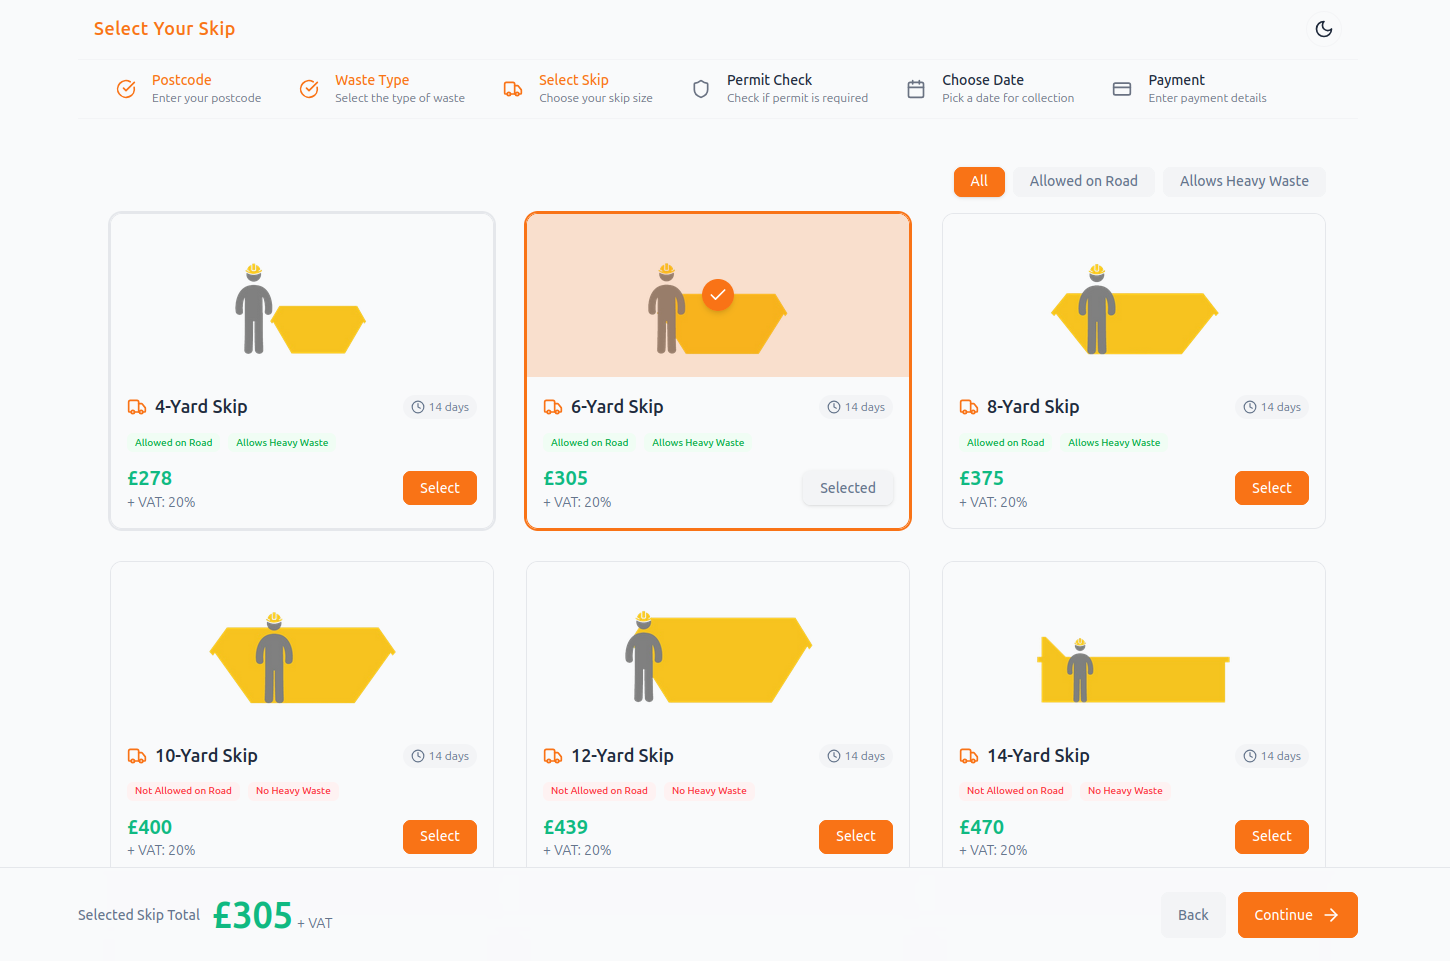 Select Your Skip
Postcode
Enter your postcode
Waste Type
Select the type of waste
Select Skip
Choose your skip size
Permit Check
Check if permit is required
Choose Date
Pick a date for collection
Payment
Enter payment details
All
Allowed on Road
Allows Heavy Waste
4-Yard Skip
14 days
Allowed on Road
Allows Heavy Waste
£278
+ VAT: 20%
Select
6-Yard Skip
14 days
Allowed on Road
Allows Heavy Waste
£305
+ VAT: 20%
Selected
8-Yard Skip
14 days
Allowed on Road
Allows Heavy Waste
£375
+ VAT: 20%
Select
10-Yard Skip
14 days
Not Allowed on Road
No Heavy Waste
£400
+ VAT: 20%
Select
12-Yard Skip
14 days
Not Allowed on Road
No Heavy Waste
£439
+ VAT: 20%
Select
14-Yard Skip
14 days
Not Allowed on Road
No Heavy Waste
£470
+ VAT: 20%
Select
Selected Skip Total £305 + VAT
Back
Continue